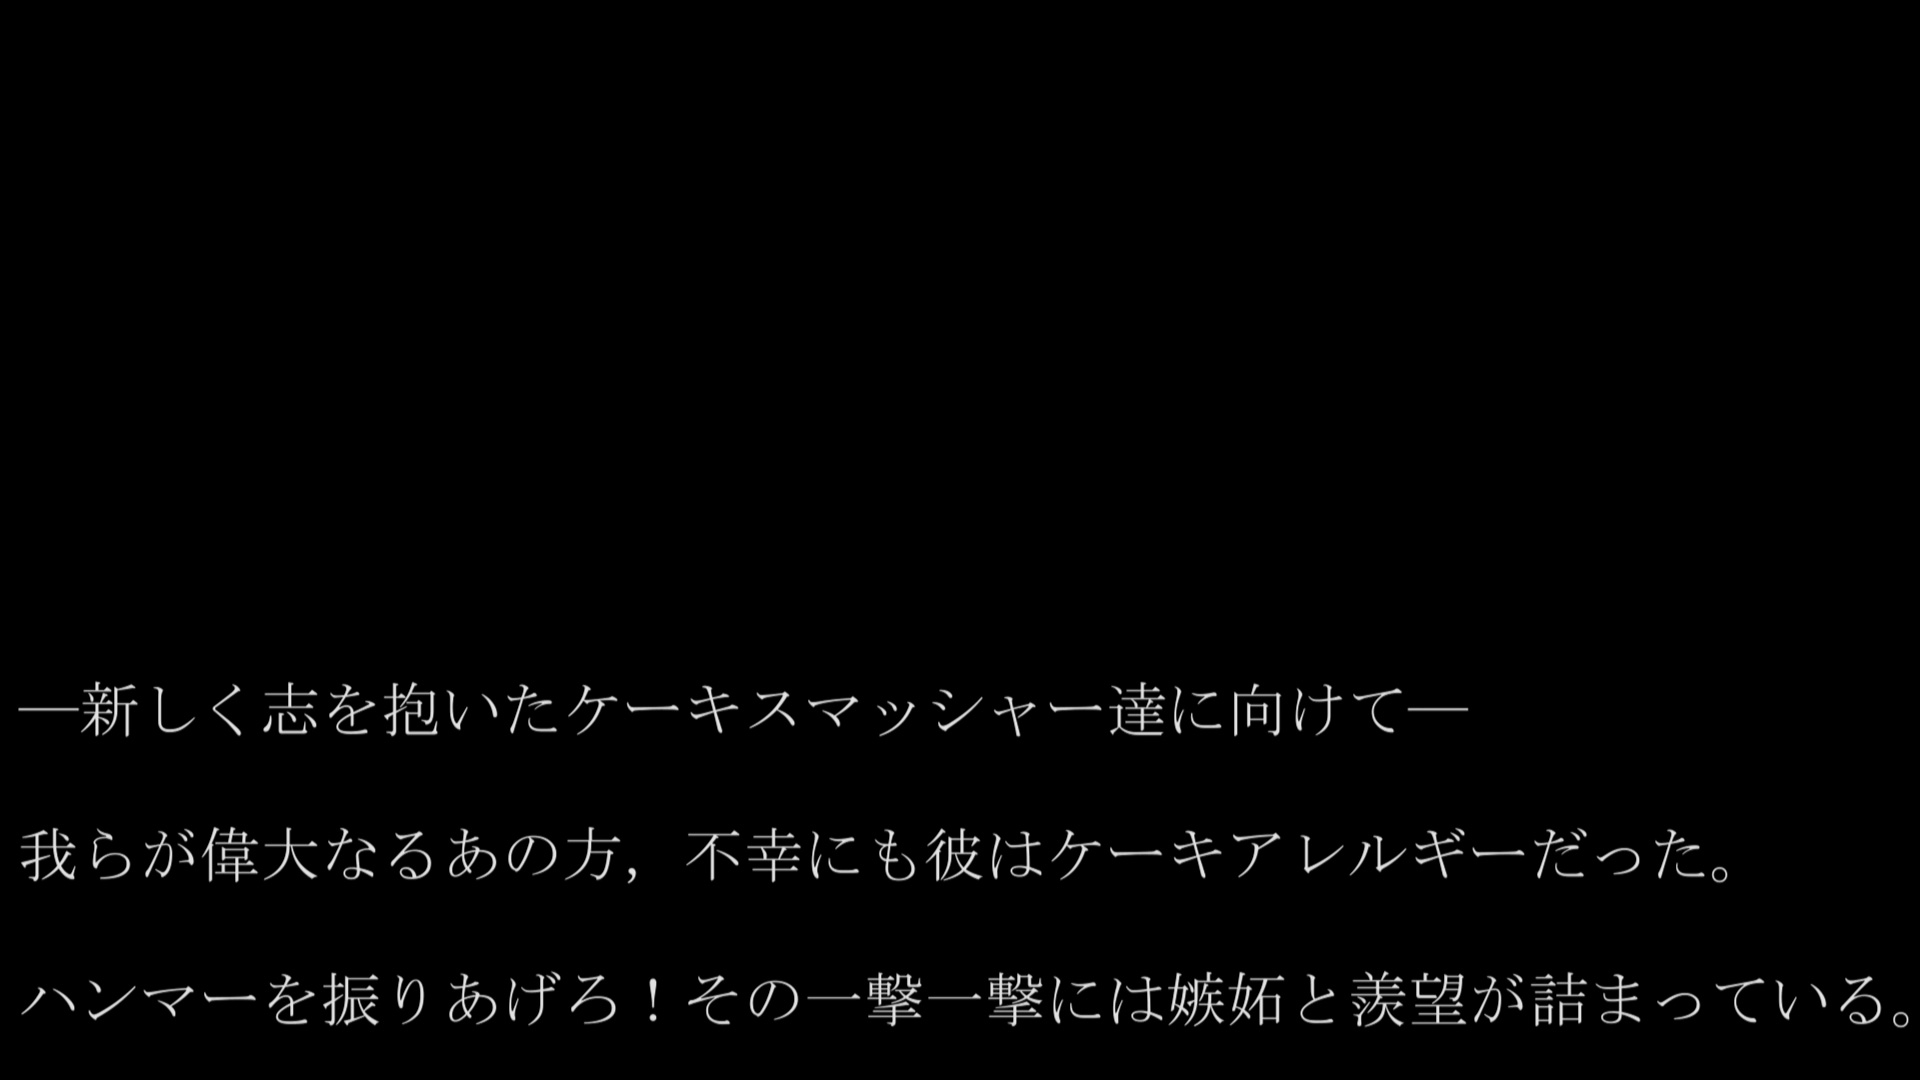 ―新しく志を抱いたケーキスマッシャー達に向けて―
我らが偉大なるあの方，不幸にも彼はケーキアレルギーだった。
ハンマーを振りあげろ！その一撃一撃には嫉妬と羨望が詰まっている。